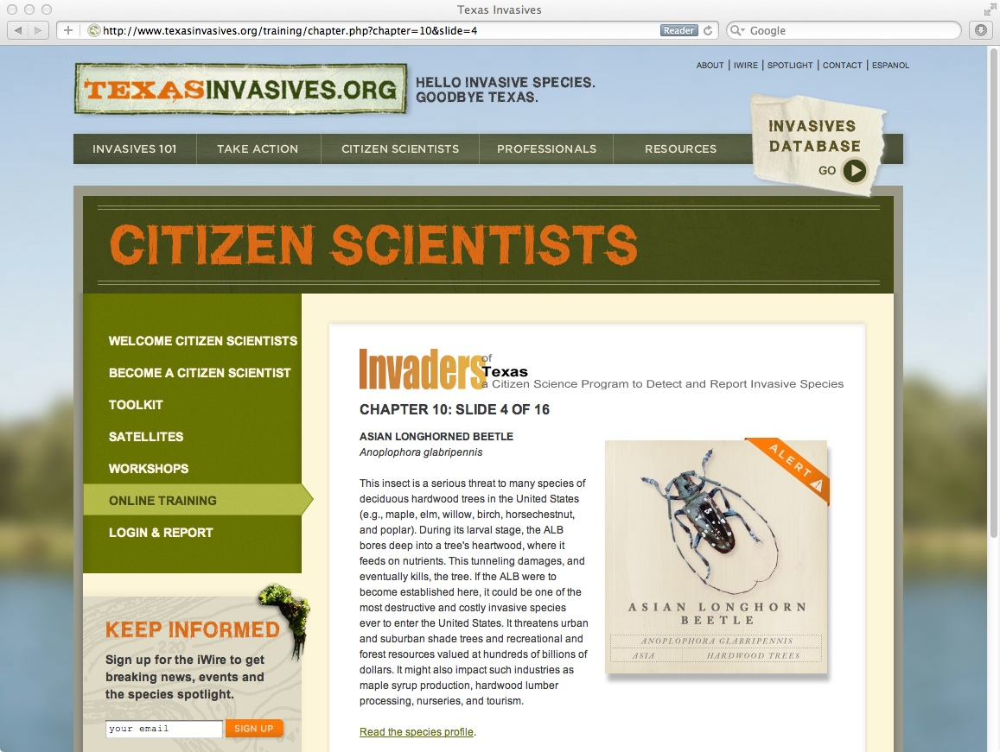 Texas Invasives
http://www.texasinvasives.org/training/chapter.php?chapter=10&slide=4
Reader
Google
ABOUT | IWIRE | SPOTLIGHT | CONTACT | ESPANOL
TEXASINVASIVES.ORG
HELLO INVASIVE SPECIES.
GOODBYE TEXAS.
INVASIVES
DATABASE
GO
INVASIVES 101
TAKE ACTION
CITIZEN SCIENTISTS
PROFESSIONALS
RESOURCES
CITIZEN SCIENTISTS
WELCOME CITIZEN SCIENTISTS
BECOME A CITIZEN SCIENTIST
TOOLKIT
SATELLITES
WORKSHOPS
ONLINE TRAINING
LOGIN & REPORT
KEEP INFORMED
220
Sign up for the iWire to get
breaking news, events and
the species spotlight.
your email
SIGN UP
Invaders of
Texas
a Citizen Science Program to Detect and Report Invasive Species
CHAPTER 10: SLIDE 4 OF 16
ASIAN LONGHORNED BEETLE
Anoplophora glabripennis
This insect is a serious threat to many species of
deciduous hardwood trees in the United States
(e.g., maple, elm, willow, birch, horsechestnut,
and poplar). During its larval stage, the ALB
bores deep into a tree's heartwood, where it
feeds on nutrients. This tunneling damages, and
eventually kills, the tree. If the ALB were to
become established here, it could be one of the
most destructive and costly invasive species
ever to enter the United States. It threatens urban
and suburban shade trees and recreational and
forest resources valued at hundreds of billions of
dollars. It might also impact such industries as
maple syrup production, hardwood lumber
processing, nurseries, and tourism.
Read the species profile.
ALERT
ASIAN LONGHORN
BEETLE
ANOPLOPHORA GLABRIPENNIS
ASIA
HARDWOOD TREES